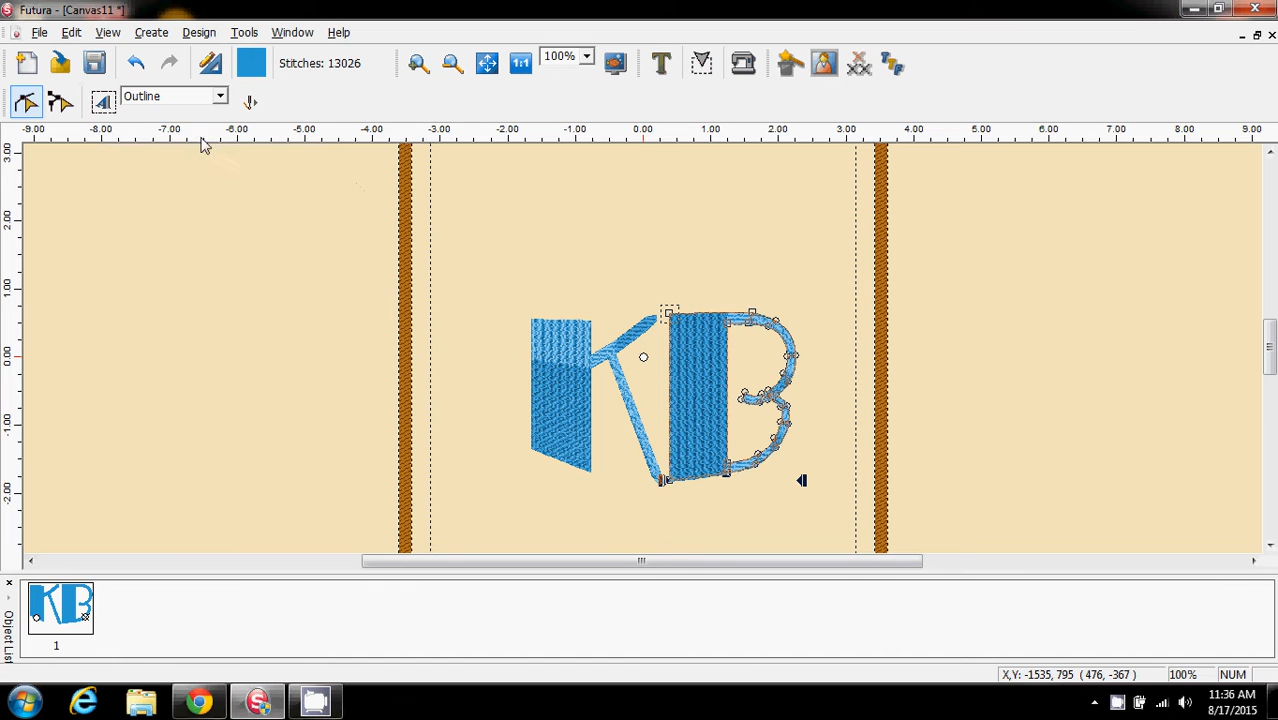 Futura - [Canvas11 *]
File Edit View Create Design Tools Window Help
Stitches: 13026
100%
1:1
T
Outline
-9.00 -8.00 -7.00 -6.00 -5.00 -4.00 -3.00 -2.00 -1.00 0.00 1.00 2.00 3.00 4.00 5.00 6.00 7.00 8.00 9.00
3.00
2.00
1.00
0.00
-1.00
-2.00
KB
Object List
KB
1
X,Y: -1535, 795 ( 476, -367 ) 100% NUM
11:36 AM
8/17/2015